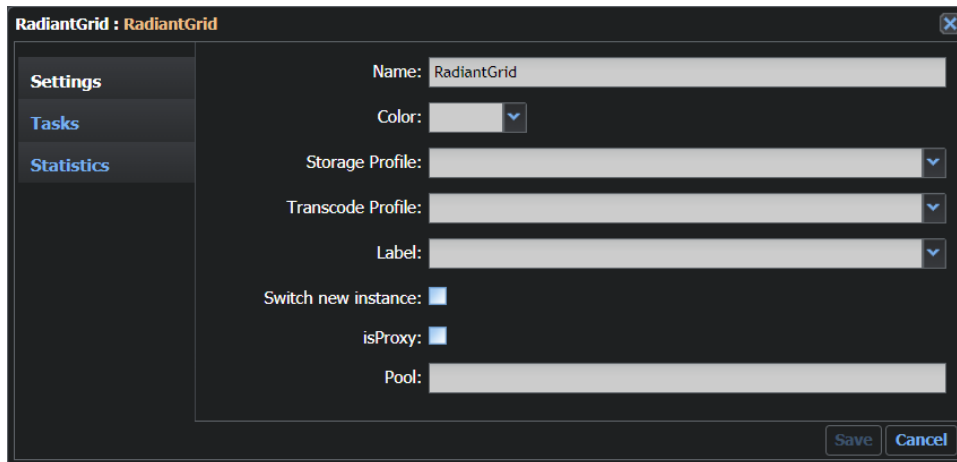 RadiantGrid : RadiantGrid
Settings
Tasks
Statistics
Name: RadiantGrid
Color:
Storage Profile:
Transcode Profile:
Label:
Switch new instance:
isProxy:
Pool:
Save Cancel